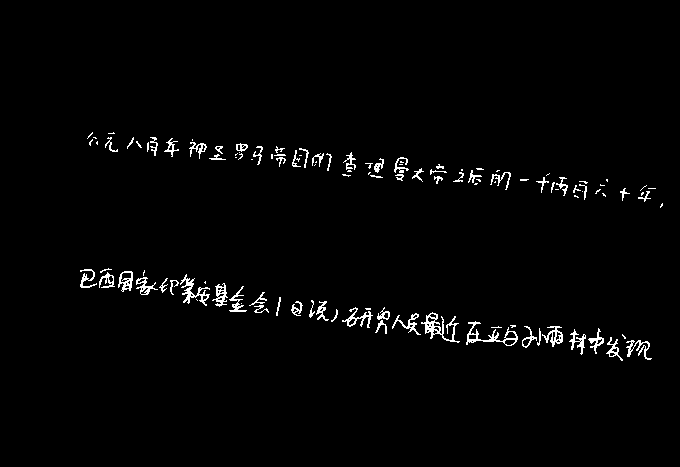 公元八百年神圣罗马帝国的查理曼大帝之后的一千两百六十年，
巴西国家印第安基金会1日说，研究人员最近在亚马孙雨林中发现